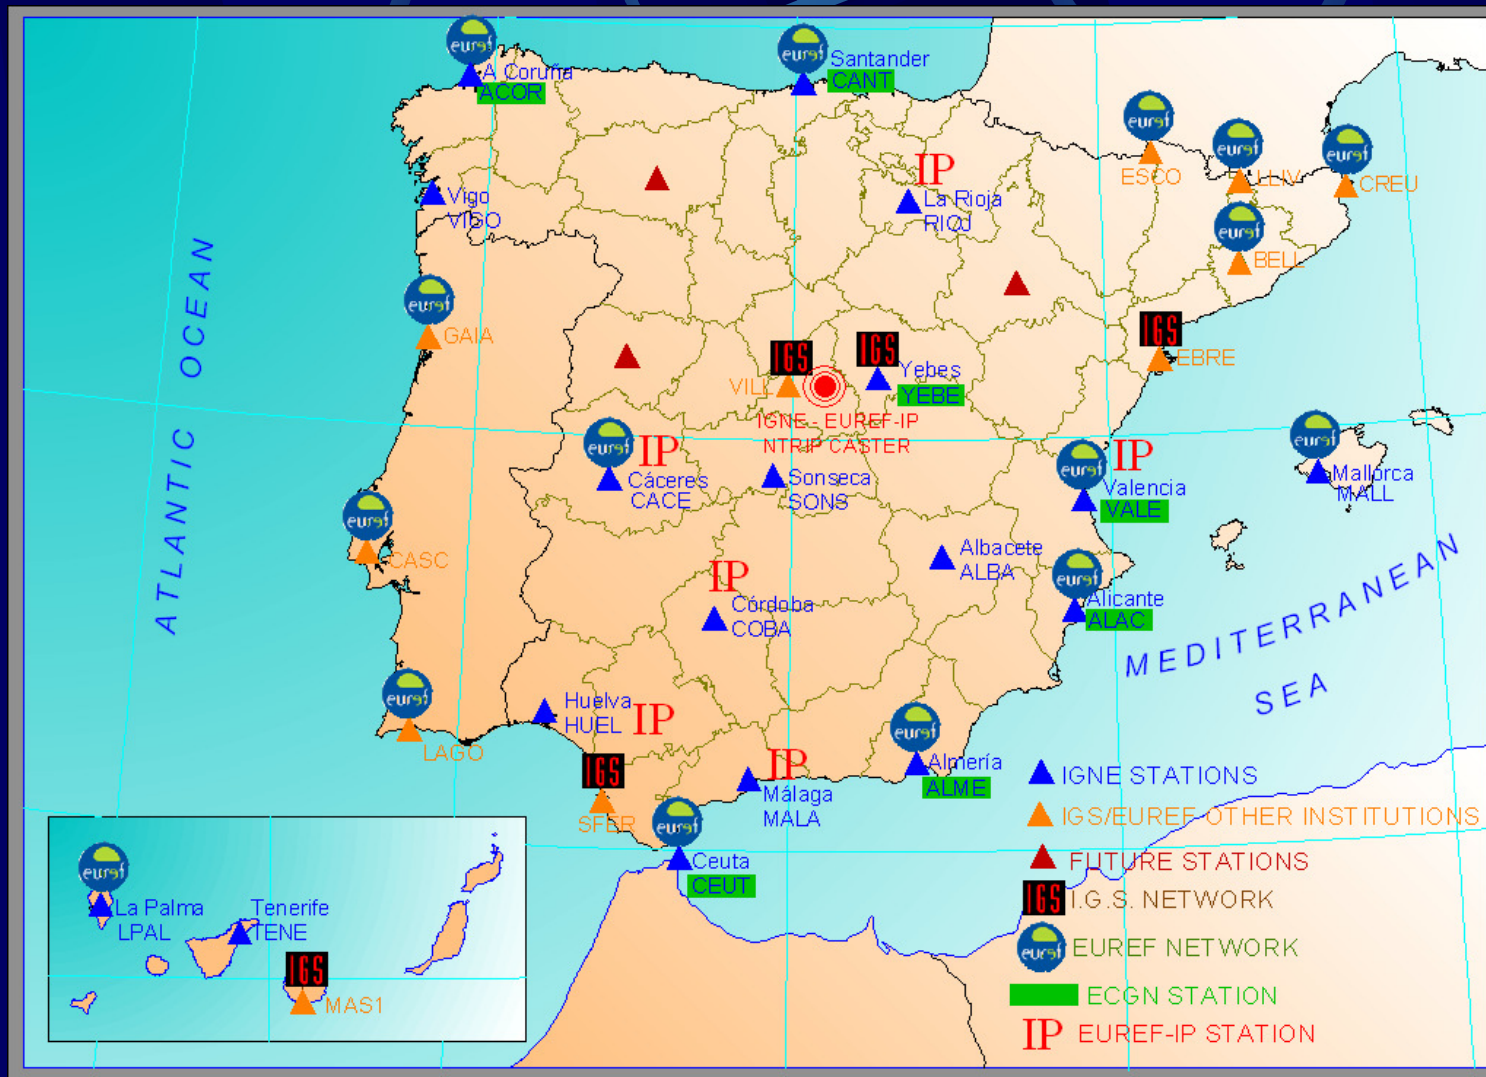 euref
A Coruña
ACOR
euref
Santander
CANT
euref
ESCO
euref
LLIV
euref
CREU
IP
La Rioja
RIOJ
Vigo
VIGO
euref
BELL
euref
GAIA
ATLANTIC OCEAN
IGS
VILL
IGS
Yebes
YEBE
IGS
EBRE
IGNE - EUREF-IP
NTRIP CASTER
euref
IP
Cáceres
CACE
Sonseca
SONS
euref
IP
Valencia
VALE
euref
Mallorca
MALL
euref
CASC
Albacete
ALBA
IP
Córdoba
COBA
euref
Alicante
ALAC
MEDITERRANEAN
SEA
euref
LAGO
Huelva
HUEL
IP
IGS
SFER
IP
Málaga
MALA
euref
Almería
ALME
euref
Ceuta
CEUT
euref
La Palma
LPAL
Tenerife
TENE
IGS
MAS1
IGNE STATIONS
IGS/EUREF OTHER INSTITUTIONS
FUTURE STATIONS
IGS I.G.S. NETWORK
euref EUREF NETWORK
ECGN STATION
IP EUREF-IP STATION